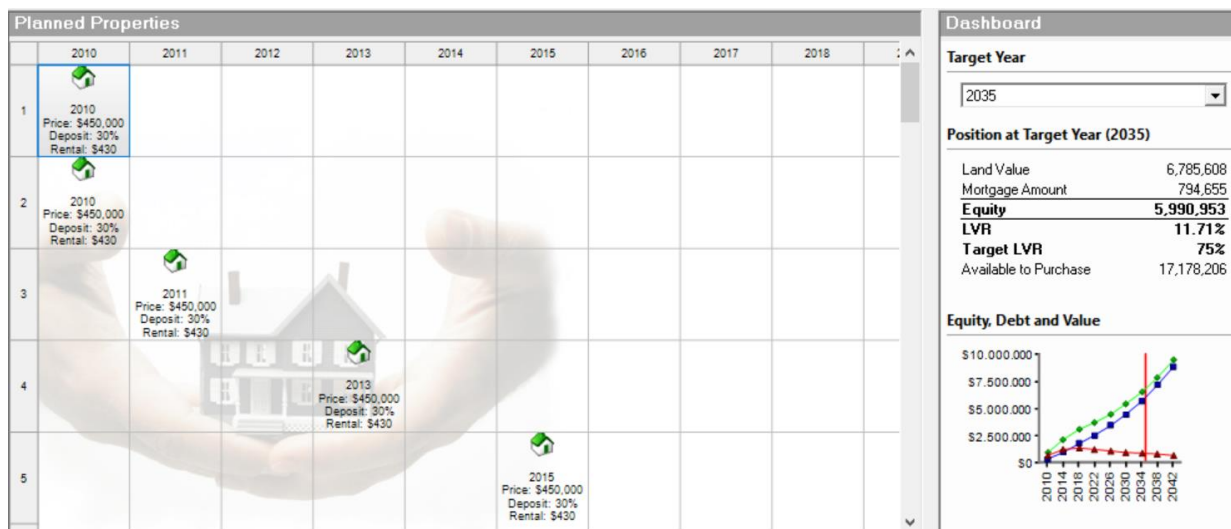 Planned Properties
2010 2011 2012 2013 2014 2015 2016 2017 2018
1
2010
Price: $450,000
Deposit: 30%
Rental: $430
2
2010
Price: $450,000
Deposit: 30%
Rental: $430
3
2011
Price: $450,000
Deposit: 30%
Rental: $430
4
2013
Price: $450,000
Deposit: 30%
Rental: $430
5
2015
Price: $450,000
Deposit: 30%
Rental: $430
Dashboard
Target Year
2035
Position at Target Year (2035)
Land Value 6,785,608
Mortgage Amount 794,655
Equity 5,990,953
LVR 11.71%
Target LVR 75%
Available to Purchase 17,178,206
Equity, Debt and Value
$10.000.000
$7.500.000
$5.000.000
$2.500.000
$0
2010 2014 2018 2022 2026 2030 2034 2038 2042